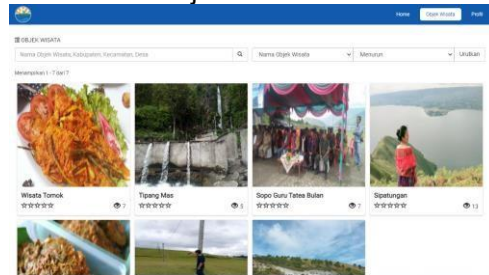 Home Objek Wisata Profil
OBJEK WISATA
Nama Objek Wisata, Kabupaten, Kecamatan, Desa
Nama Objek Wisata
Menurun
Urutkan
Menampilkan 1 - 7 dari 7
Wisata Tomok
7
Tipang Mas
3
Sopo Guru Tatea Bulan
7
Sipatungan
13